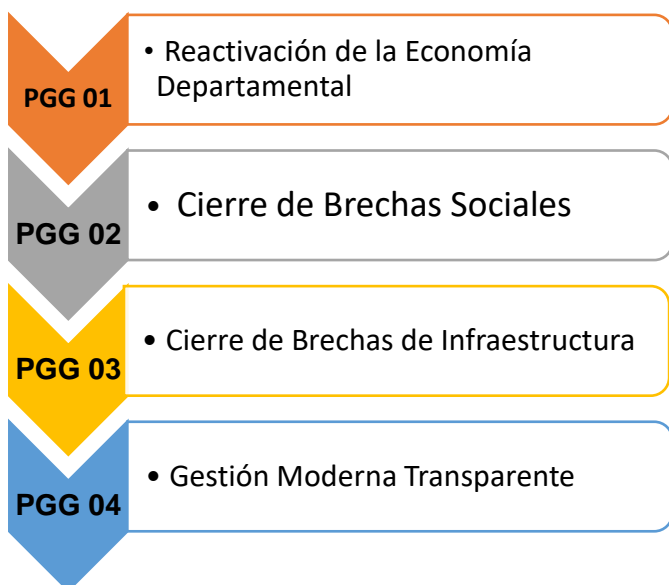 PGG 01
• Reactivación de la Economía
Departamental
PGG 02
• Cierre de Brechas Sociales
PGG 03
• Cierre de Brechas de Infraestructura
PGG 04
• Gestión Moderna Transparente